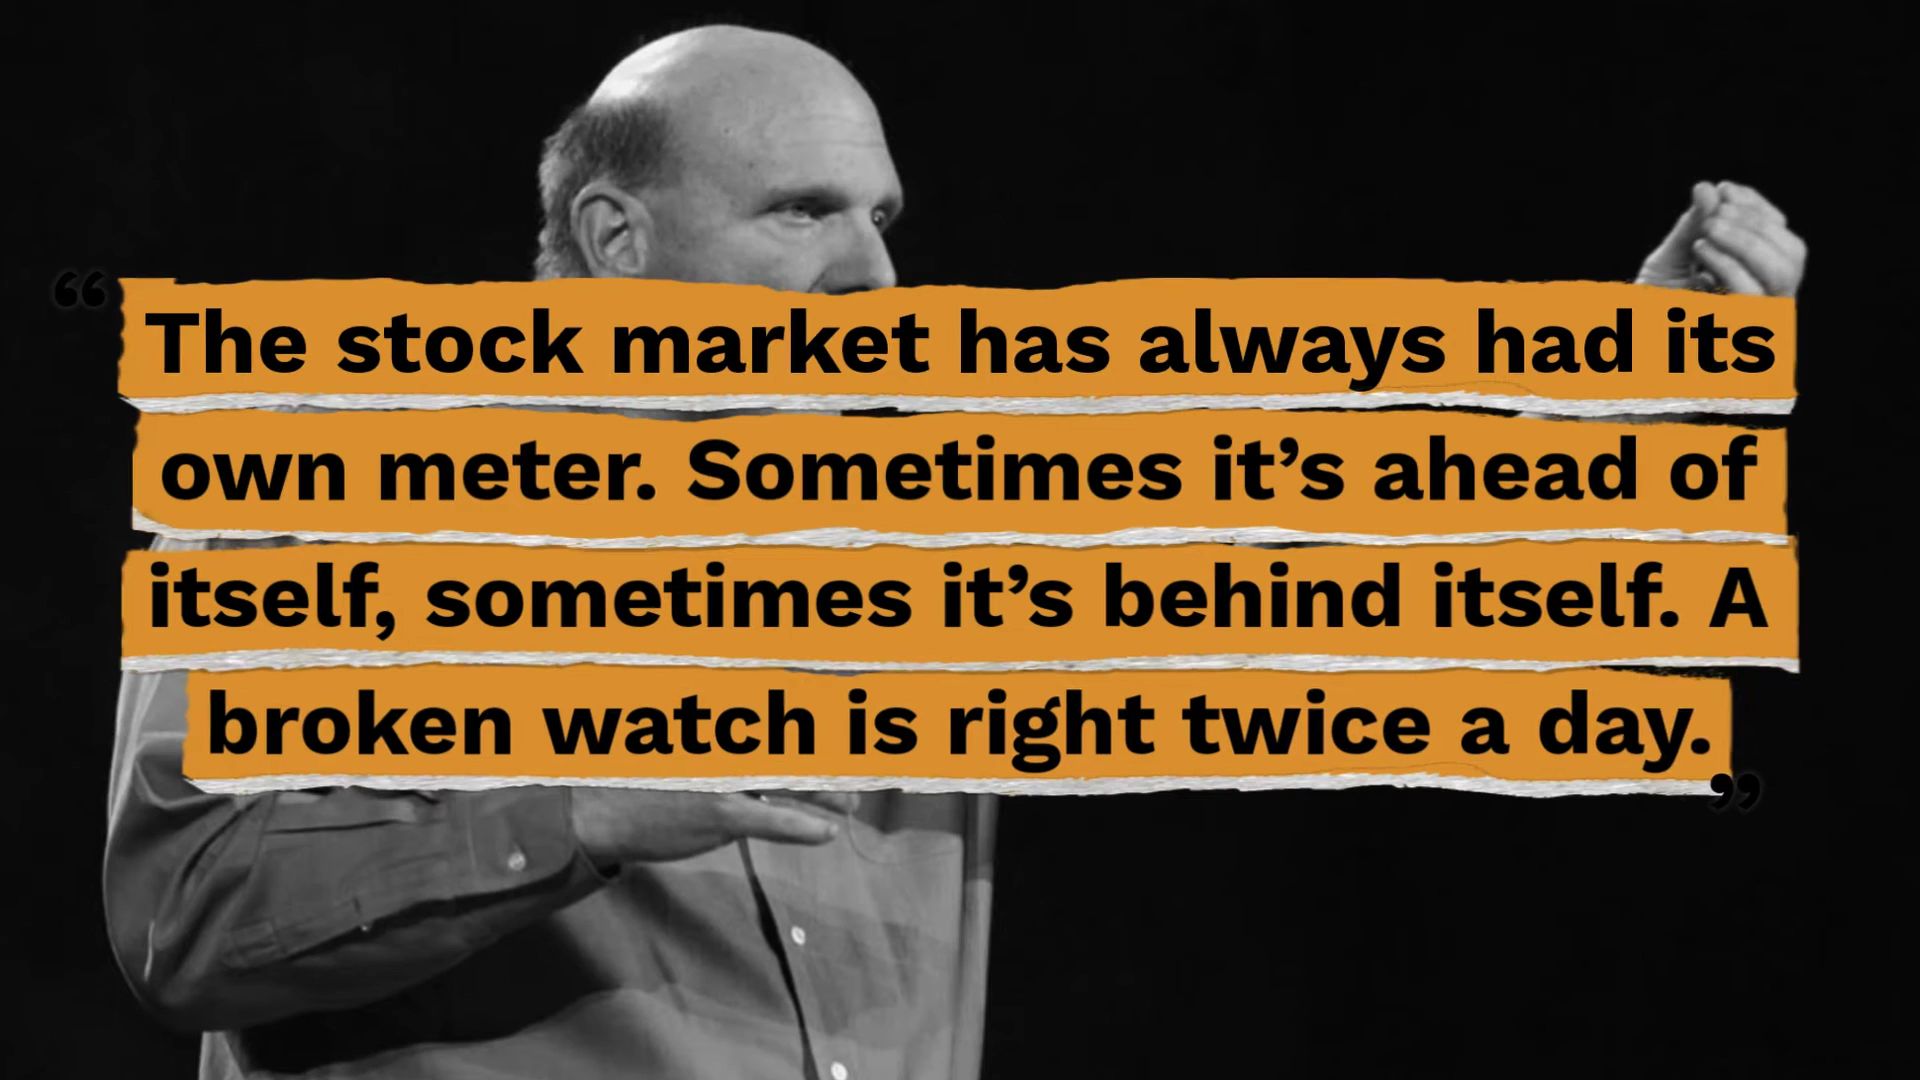 “The stock market has always had its
own meter. Sometimes it’s ahead of
itself, sometimes it’s behind itself. A
broken watch is right twice a day.”